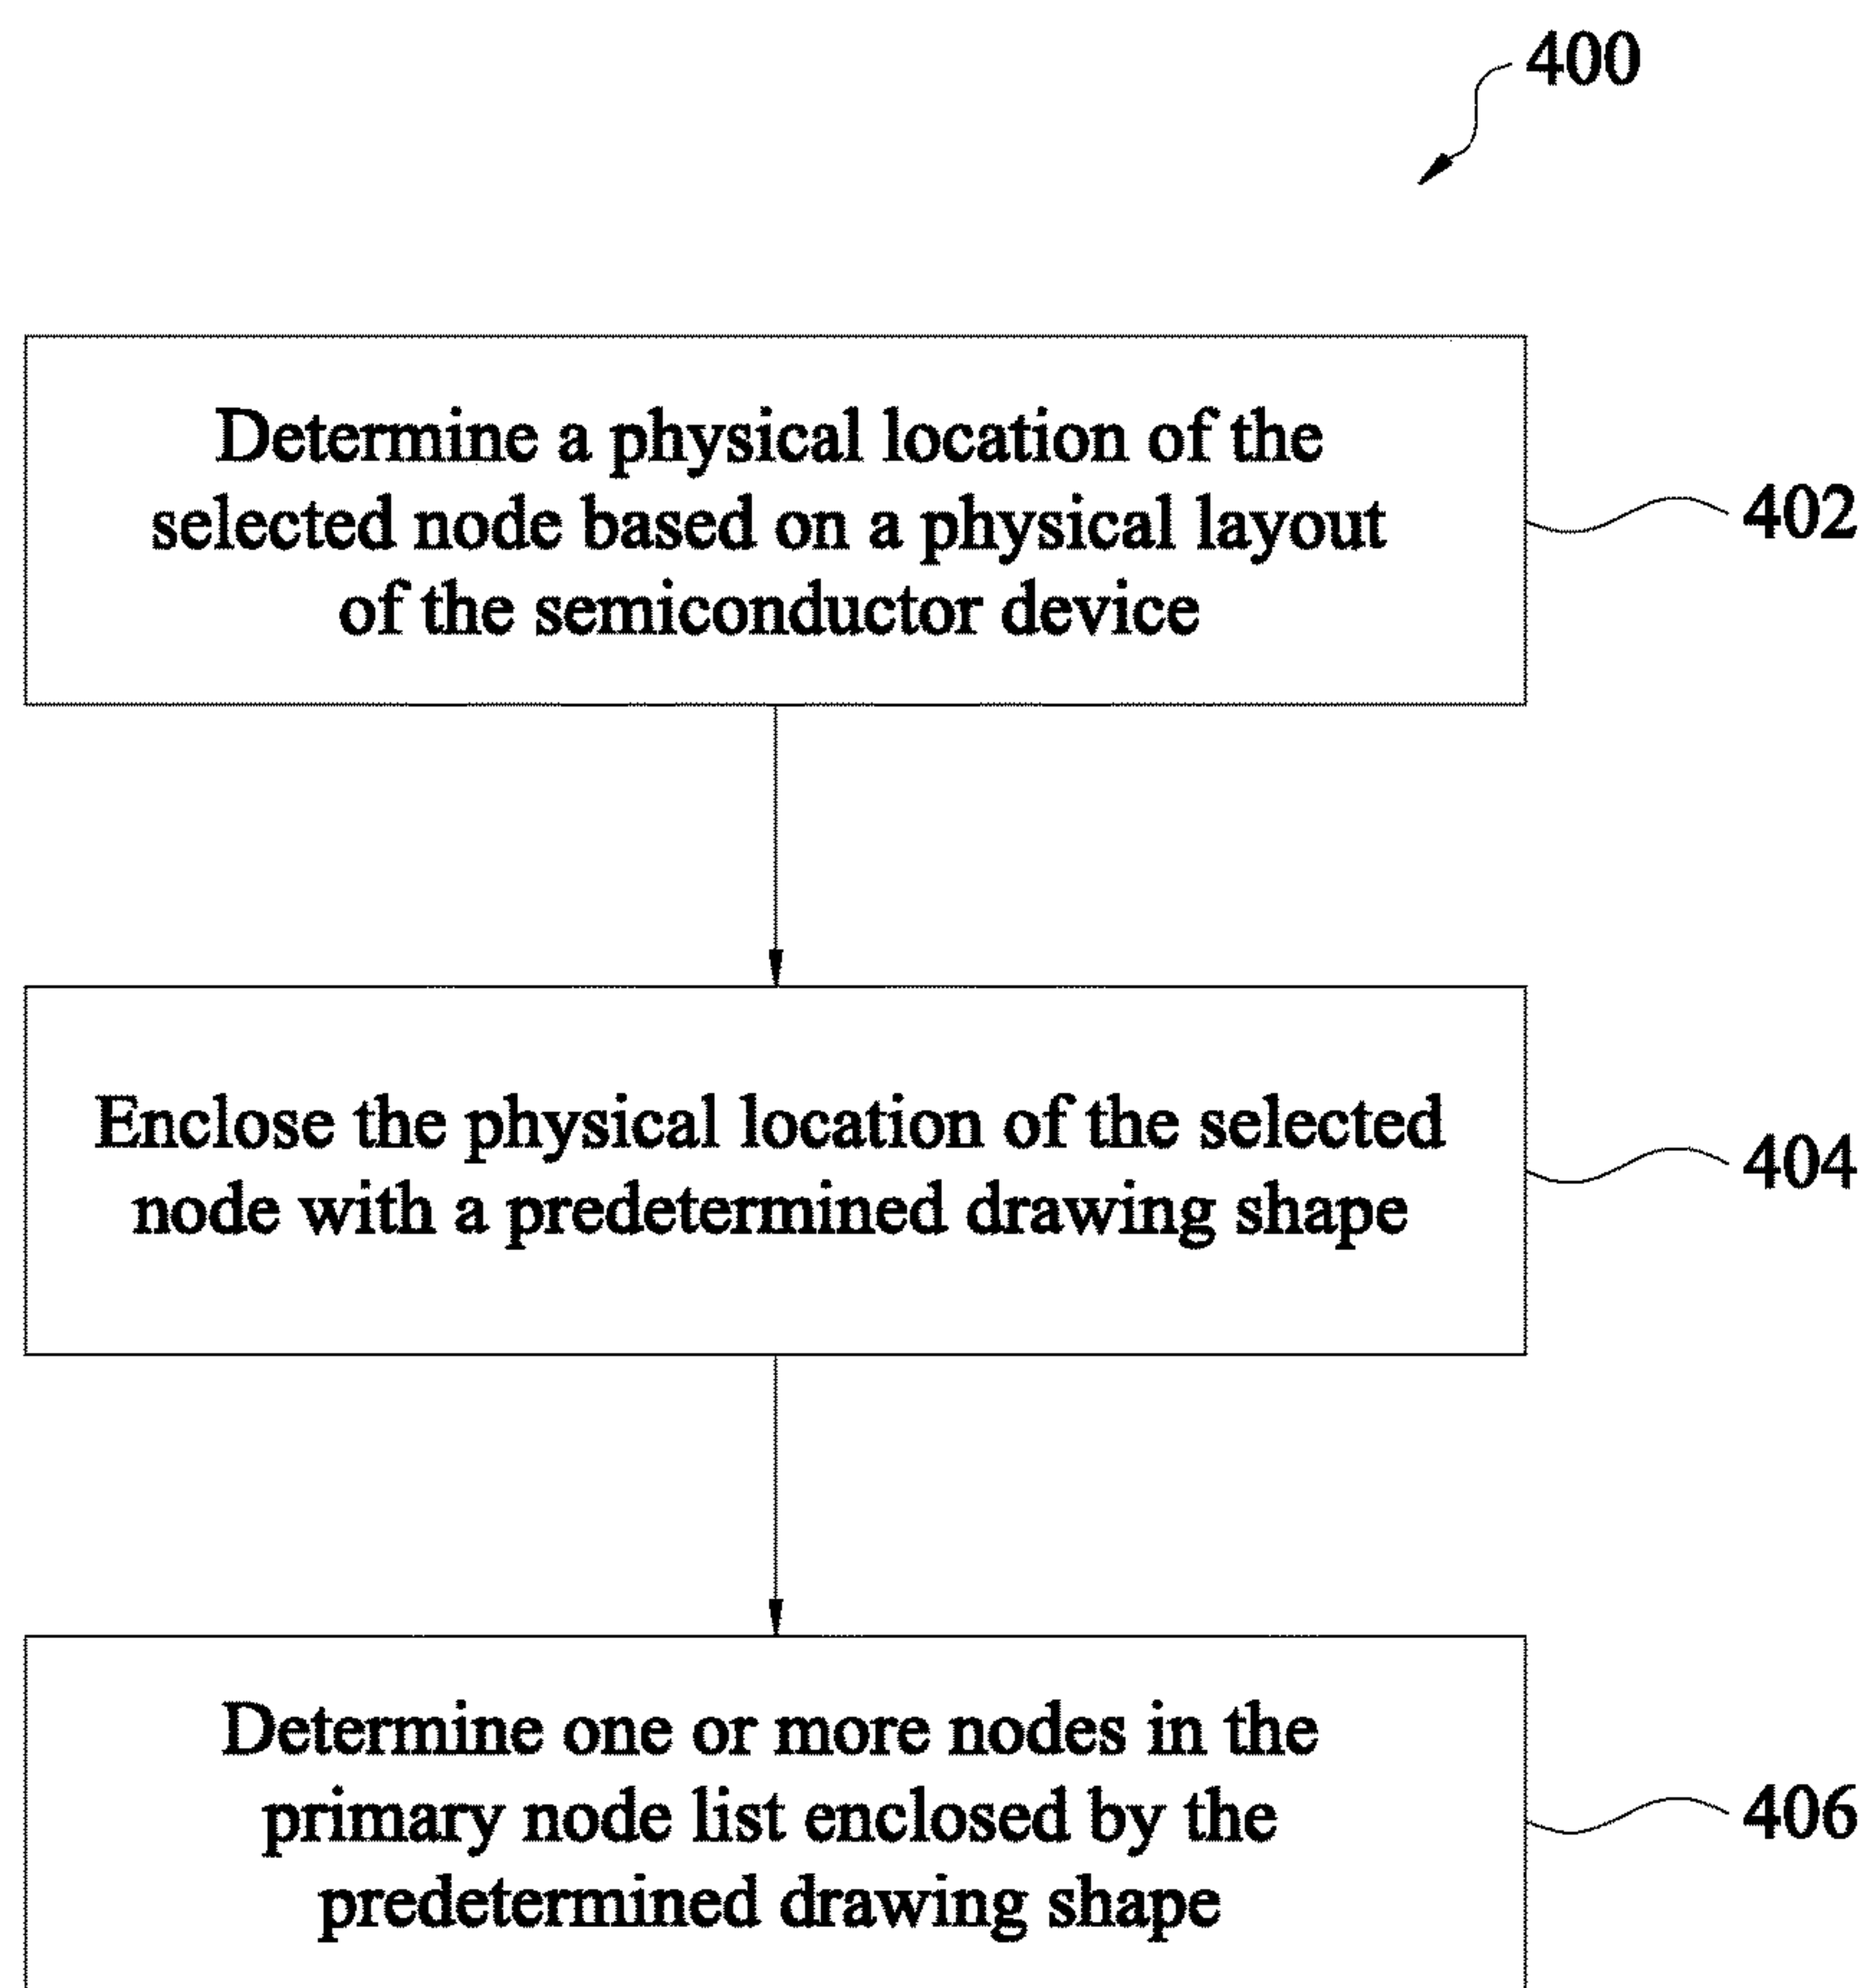 400
Determine a physical location of the
selected node based on a physical layout
of the semiconductor device
402
Enclose the physical location of the selected
node with a predetermined drawing shape
404
Determine one or more nodes in the
primary node list enclosed by the
predetermined drawing shape
406